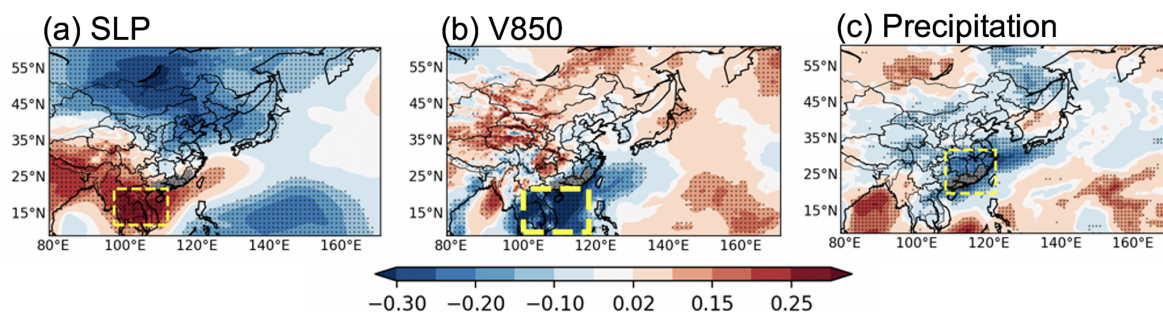 (a) SLP (b) V850 (c) Precipitation
55°N 55°N 55°N
45°N 45°N 45°N
35°N 35°N 35°N
25°N 25°N 25°N
15°N 15°N 15°N
80°E 100°E 120°E 140°E 160°E 80°E 100°E 120°E 140°E 160°E 80°E 100°E 120°E 140°E 160°E
−0.30 −0.20 −0.10 0.02 0.15 0.25